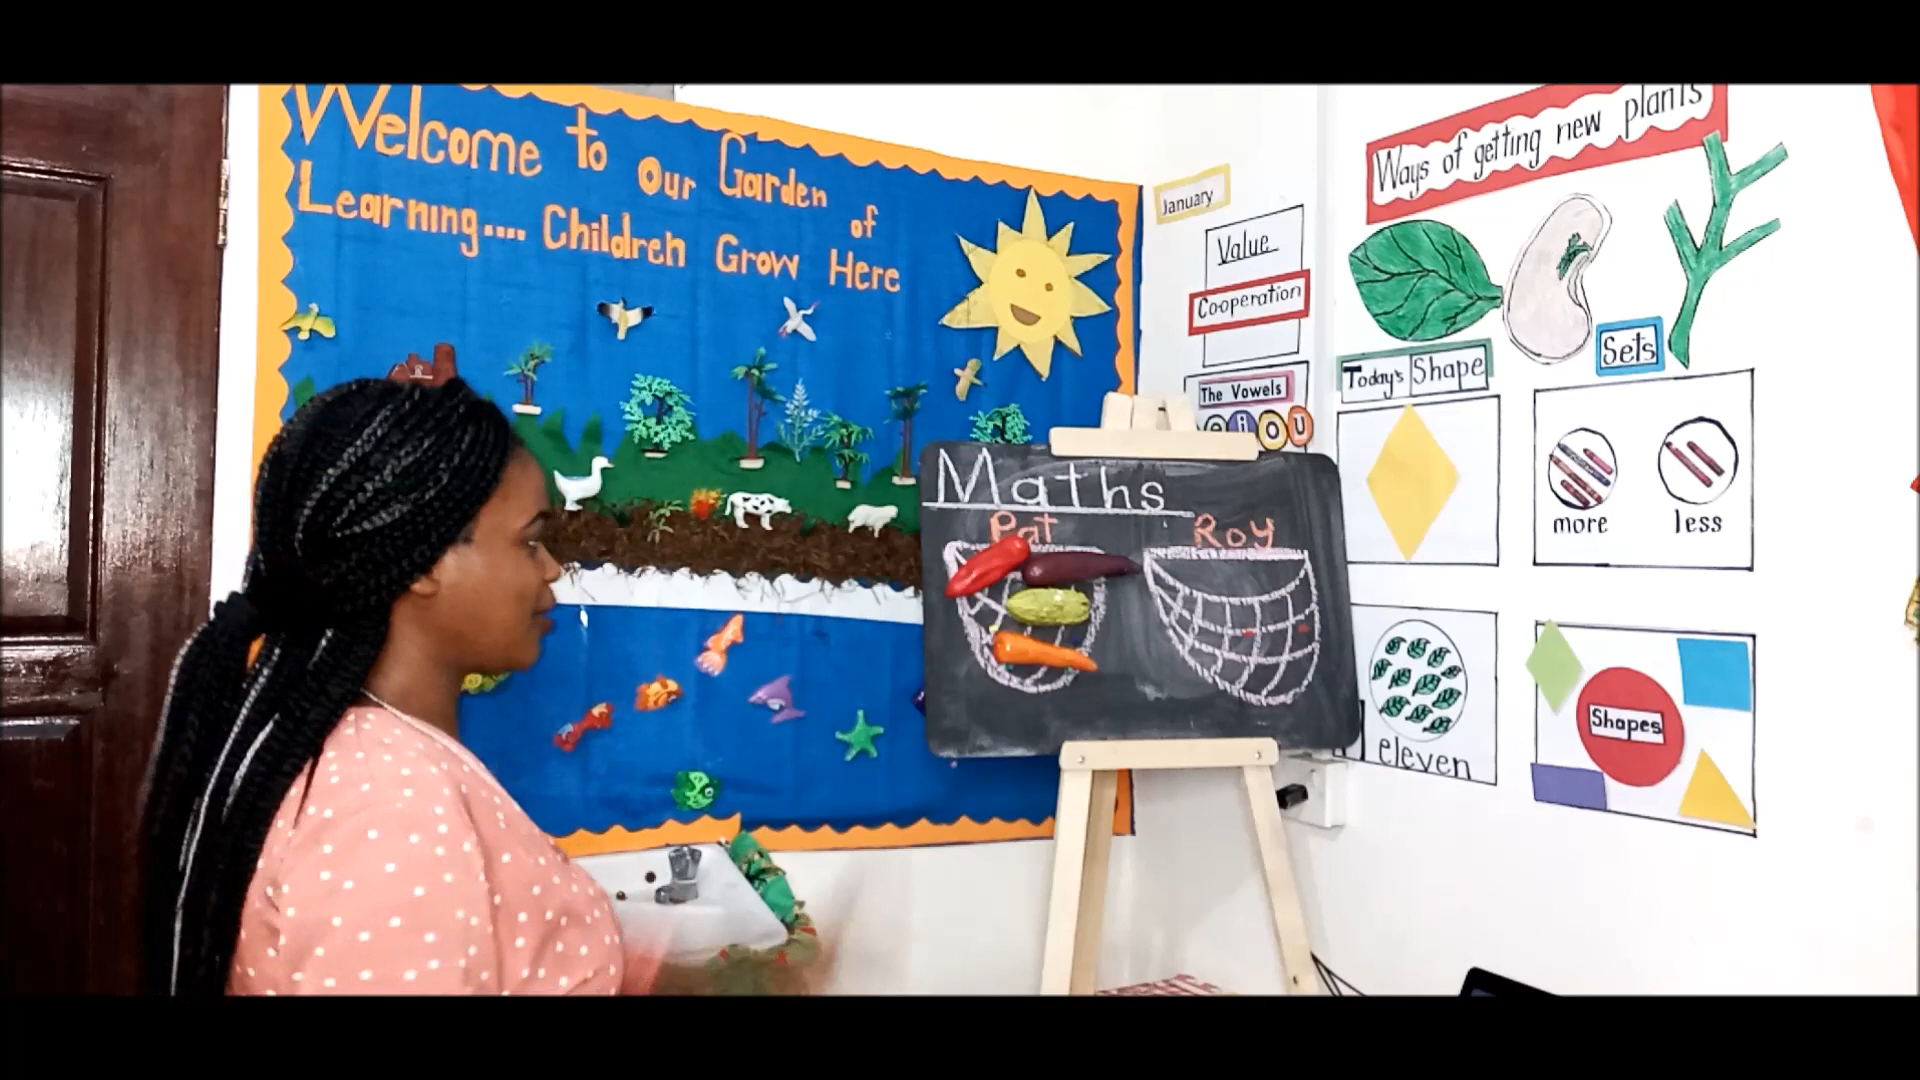 Welcome to Our Garden of
Learning.... Children Grow Here
January
Value
Cooperation
The Vowels
a i o u
Maths
Pat
Roy
Ways of getting new plants
Today's Shape
Sets
more
less
eleven
Shapes